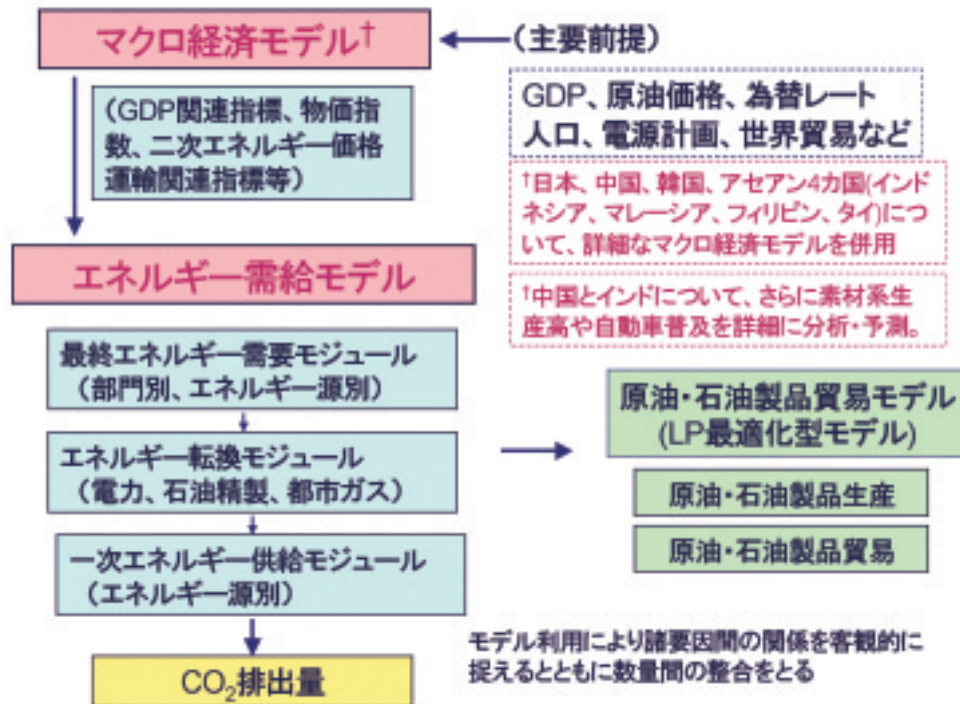 マクロ経済モデル†
(主要前提)
(GDP関連指標、物価指
数、二次エネルギー価格
運輸関連指標等)
GDP、原油価格、為替レート
人口、電源計画、世界貿易など
†日本、中国、韓国、アセアン4カ国(インド
ネシア、マレーシア、フィリピン、タイ)につ
いて、詳細なマクロ経済モデルを併用
†中国とインドについて、さらに素材系生
産高や自動車普及を詳細に分析・予測。
エネルギー需給モデル
最終エネルギー需要モジュール
(部門別、エネルギー源別)
エネルギー転換モジュール
(電力、石油精製、都市ガス)
一次エネルギー供給モジュール
(エネルギー源別)
CO₂排出量
原油・石油製品貿易モデル
(LP最適化型モデル)
原油・石油製品生産
原油・石油製品貿易
モデル利用により諸要因間の関係を客観的に
捉えるとともに数量間の整合をとる